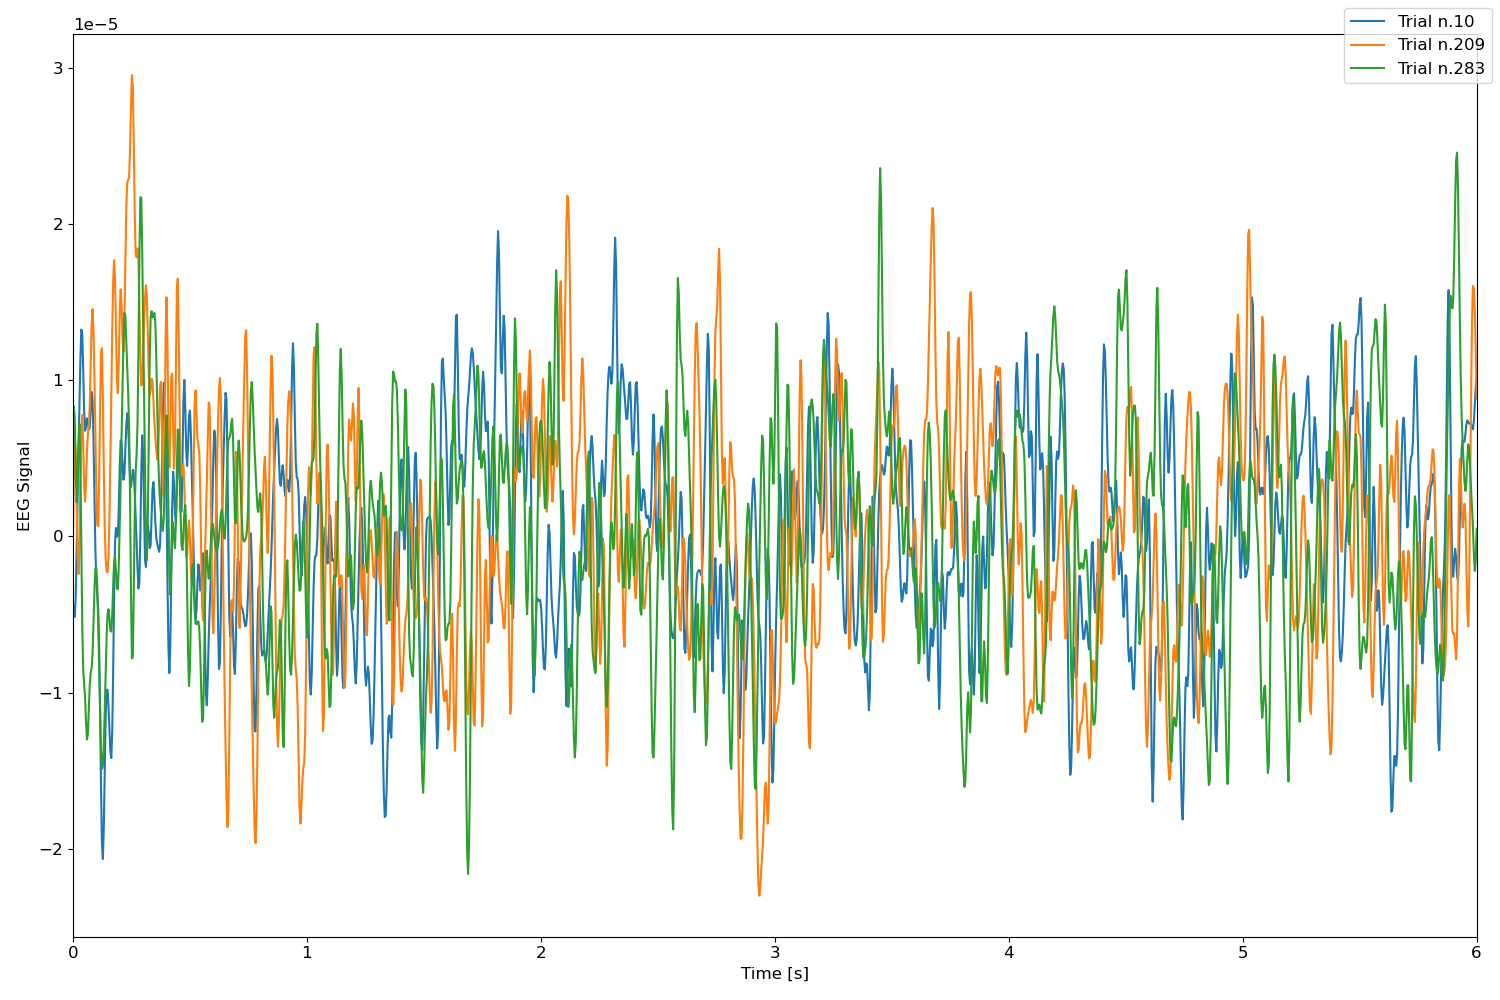 1e−5
Trial n.10
Trial n.209
Trial n.283
3
2
1
0
−1
−2
EEG Signal
0 1 2 3 4 5 6
Time [s]